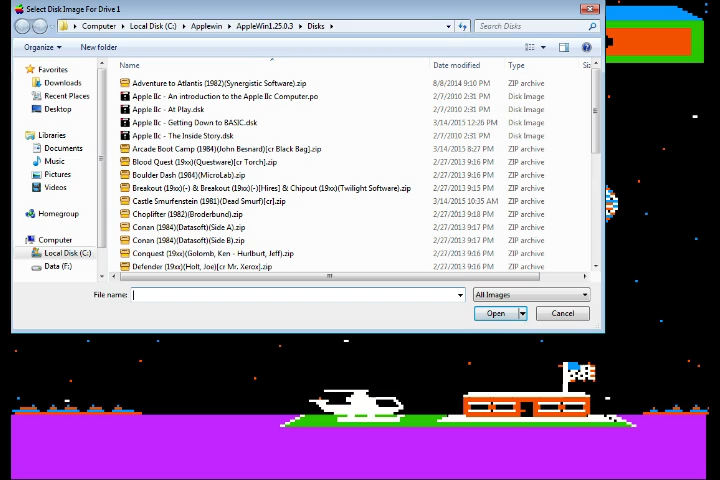 Select Disk Image For Drive 1
Computer ▸ Local Disk (C:) ▸ Applewin ▸ AppleWin1.25.0.3 ▸ Disks ▸
Search Disks
Organize
New folder
Favorites
Downloads
Recent Places
Desktop
Libraries
Documents
Music
Pictures
Videos
Homegroup
Computer
Local Disk (C:)
Data (F:)
Name Date modified Type Siz
Adventure to Atlantis (1982)(Synergistic Software).zip 8/8/2014 9:10 PM ZIP archive
Apple IIc - An introduction to the Apple IIc Computer.po 2/7/2010 2:31 PM Disk Image
Apple IIc - At Play.dsk 2/7/2010 2:31 PM Disk Image
Apple IIc - Getting Down to BASIC.dsk 3/14/2015 12:26 PM Disk Image
Apple IIc - The Inside Story.dsk 2/7/2010 2:31 PM Disk Image
Arcade Boot Camp (1984)(John Besnard)[cr Black Bag].zip 3/14/2015 8:27 PM ZIP archive
Blood Quest (19xx)(Questware)[cr Torch].zip 2/27/2013 9:16 PM ZIP archive
Boulder Dash (1984)(MicroLab).zip 2/27/2013 9:16 PM ZIP archive
Breakout (19xx)(-) & Breakout (19xx)(-)[Hires] & Chipout (19xx)(Twilight Software).zip 2/27/2013 9:15 PM ZIP archive
Castle Smurfenstein (1981)(Dead Smurf)[cr].zip 3/14/2015 10:35 AM ZIP archive
Choplifter (1982)(Broderbund).zip 2/27/2013 9:18 PM ZIP archive
Conan (1984)(Datasoft)(Side A).zip 2/27/2013 9:17 PM ZIP archive
Conan (1984)(Datasoft)(Side B).zip 2/27/2013 9:17 PM ZIP archive
Conquest (19xx)(Golomb, Ken - Hurlburt, Jeff).zip 2/27/2013 9:16 PM ZIP archive
Defender (19xx)(Holt, Joe)[cr Mr. Xerox].zip 2/27/2013 9:16 PM ZIP archive
File name:
All Images
Open
Cancel